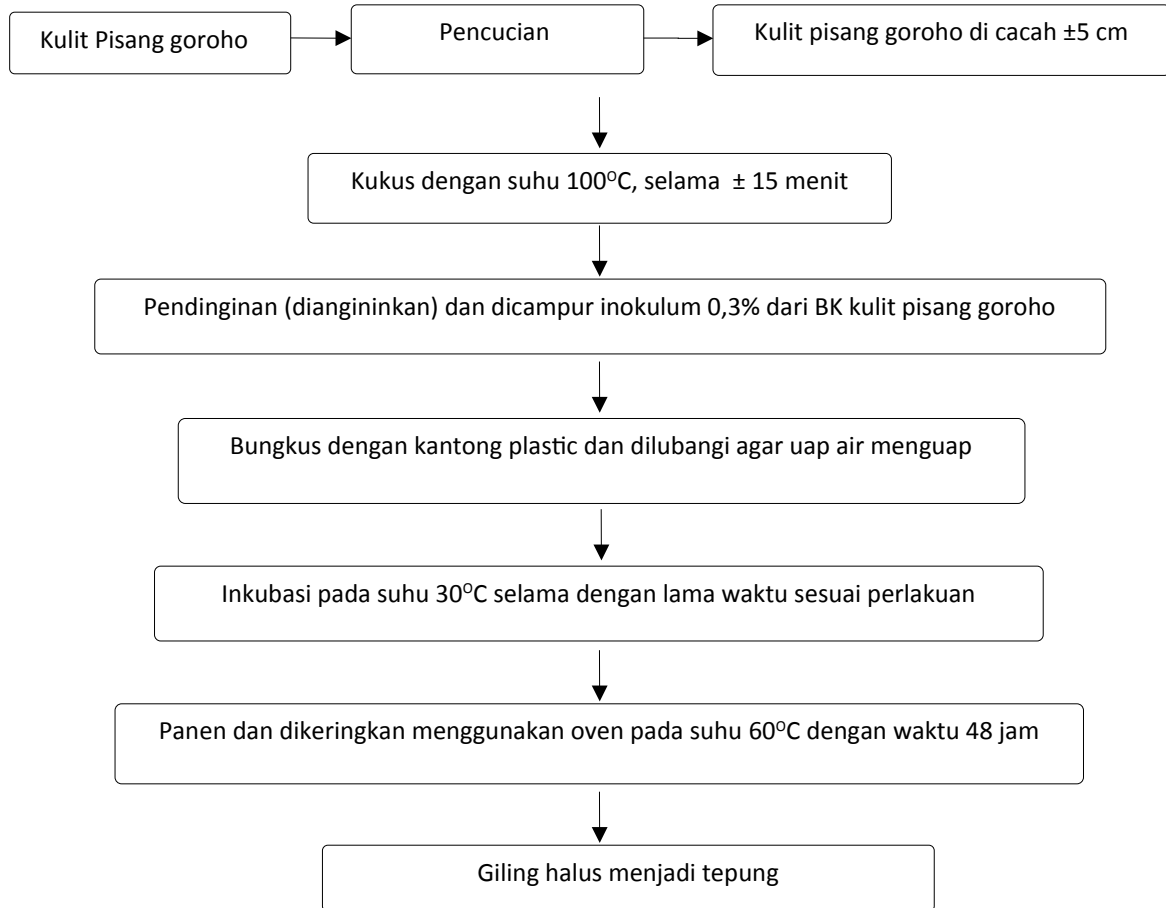 Kulit Pisang goroho
Pencucian
Kulit pisang goroho di cacah ±5 cm
Kukus dengan suhu 100ᴼC, selama ± 15 menit
Pendinginan (diangininkan) dan dicampur inokulum 0,3% dari BK kulit pisang goroho
Bungkus dengan kantong plastic dan dilubangi agar uap air menguap
Inkubasi pada suhu 30ᴼC selama dengan lama waktu sesuai perlakuan
Panen dan dikeringkan menggunakan oven pada suhu 60ᴼC dengan waktu 48 jam
Giling halus menjadi tepung